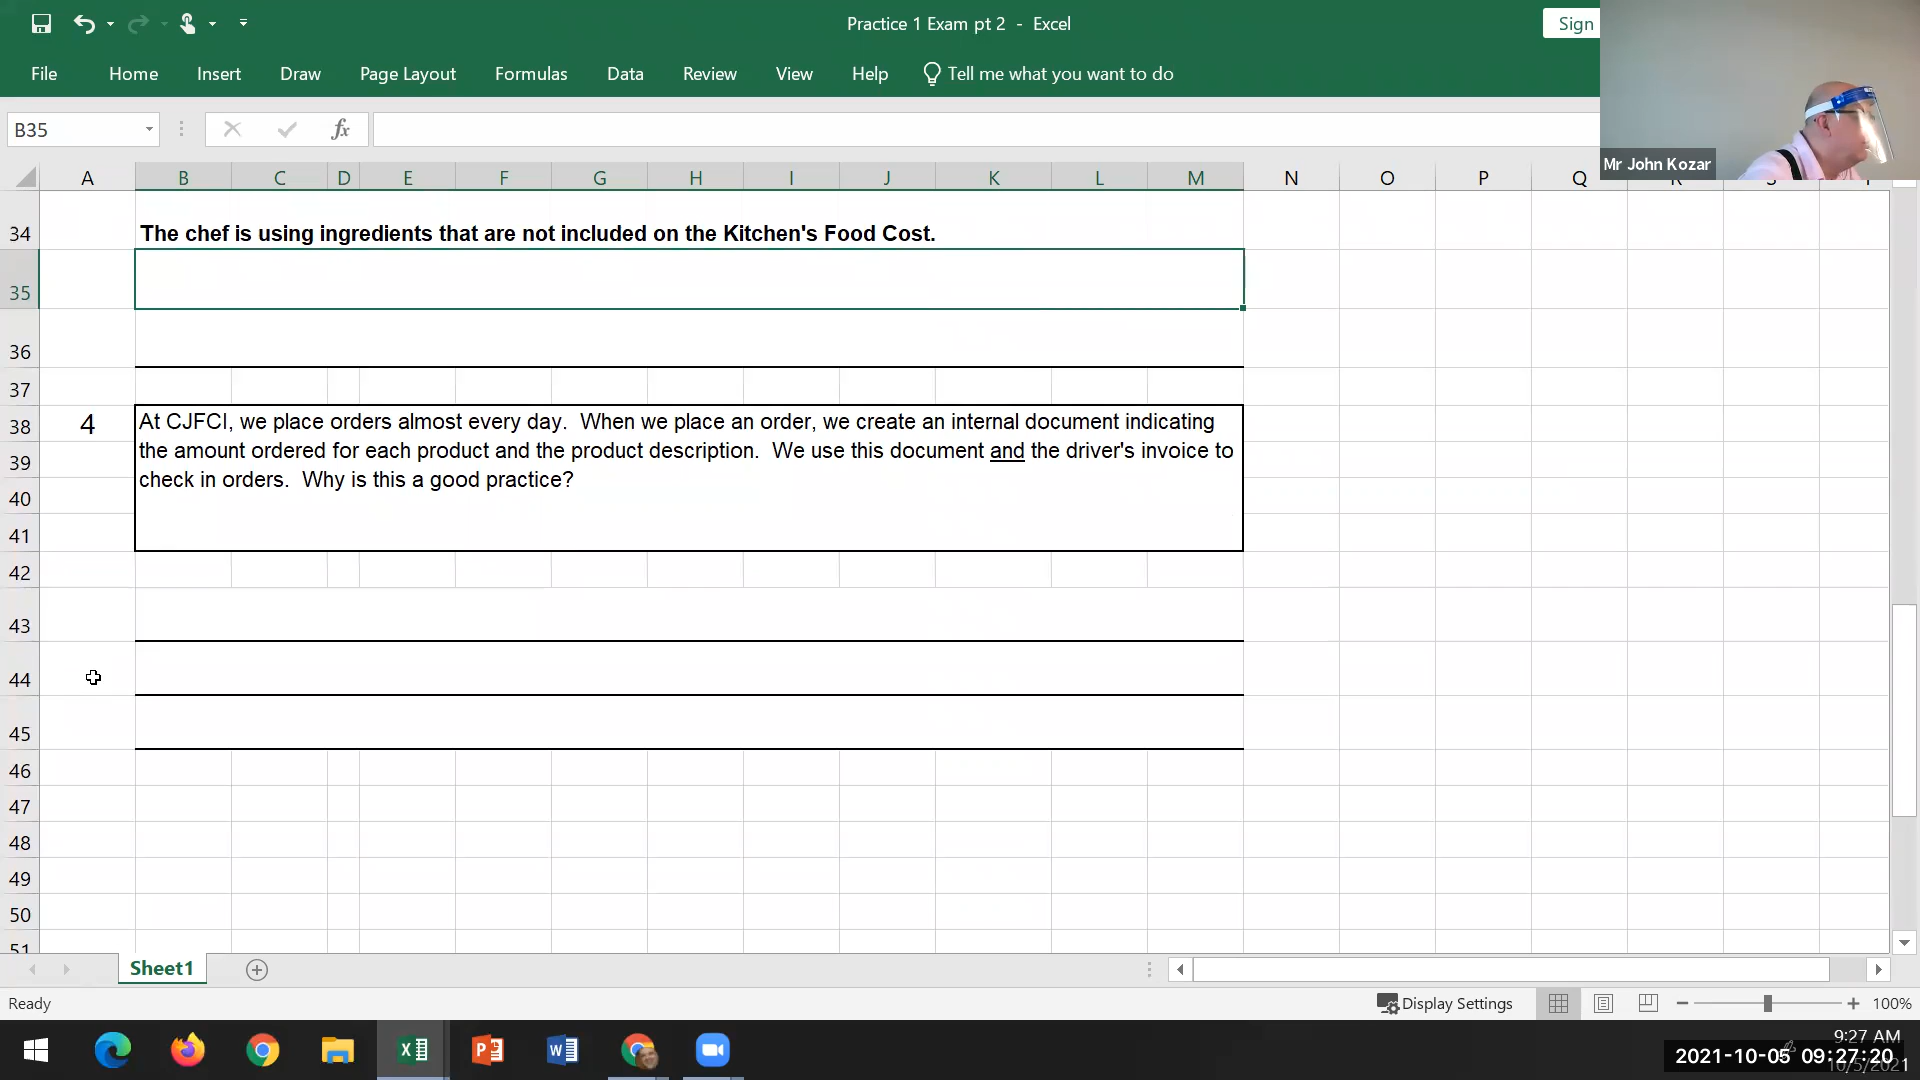 Practice 1 Exam pt 2 - Excel
Sign
File Home Insert Draw Page Layout Formulas Data Review View Help Tell me what you want to do
B35 fx
Mr John Kozar
A B C D E F G H I J K L M N O P Q
34 The chef is using ingredients that are not included on the Kitchen's Food Cost.
35
36
37
38 4 At CJFCI, we place orders almost every day. When we place an order, we create an internal document indicating
39 the amount ordered for each product and the product description. We use this document and the driver's invoice to
40 check in orders. Why is this a good practice?
41
42
43
44
45
46
47
48
49
50
51
Sheet1
Ready Display Settings 100%
9:27 AM
2021-10-05 09:27:20
10/5/2021